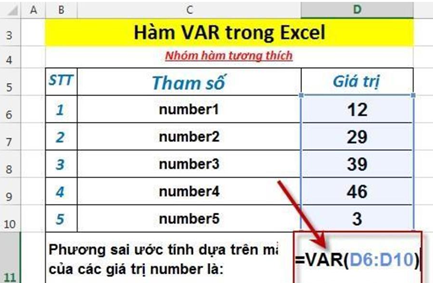 A B C D
3 Hàm VAR trong Excel
4 Nhóm hàm tương thích
5 STT Tham số Giá trị
6 1 number1 12
7 2 number2 29
8 3 number3 39
9 4 number4 46
10 5 number5 3
Phương sai ước tính dựa trên
11 của các giá trị number là: =VAR(D6:D10)